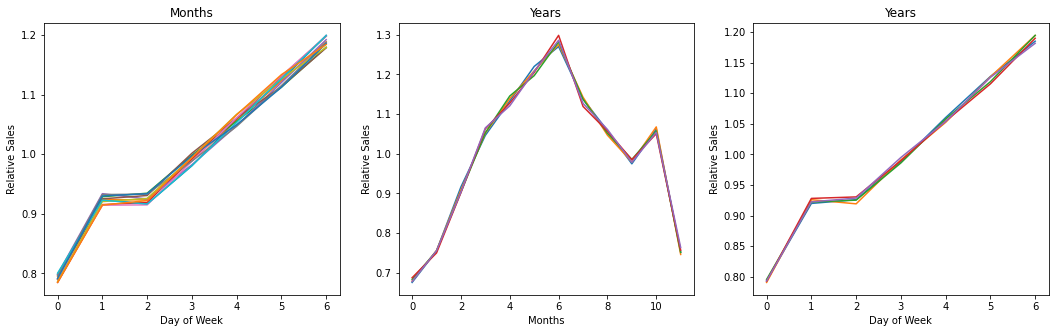 Months
Relative Sales
1.2
1.1
1.0
0.9
0.8
0 1 2 3 4 5 6
Day of Week
Years
Relative Sales
1.3
1.2
1.1
1.0
0.9
0.8
0.7
0 2 4 6 8 10
Months
Years
Relative Sales
1.20
1.15
1.10
1.05
1.00
0.95
0.90
0.85
0.80
0 1 2 3 4 5 6
Day of Week